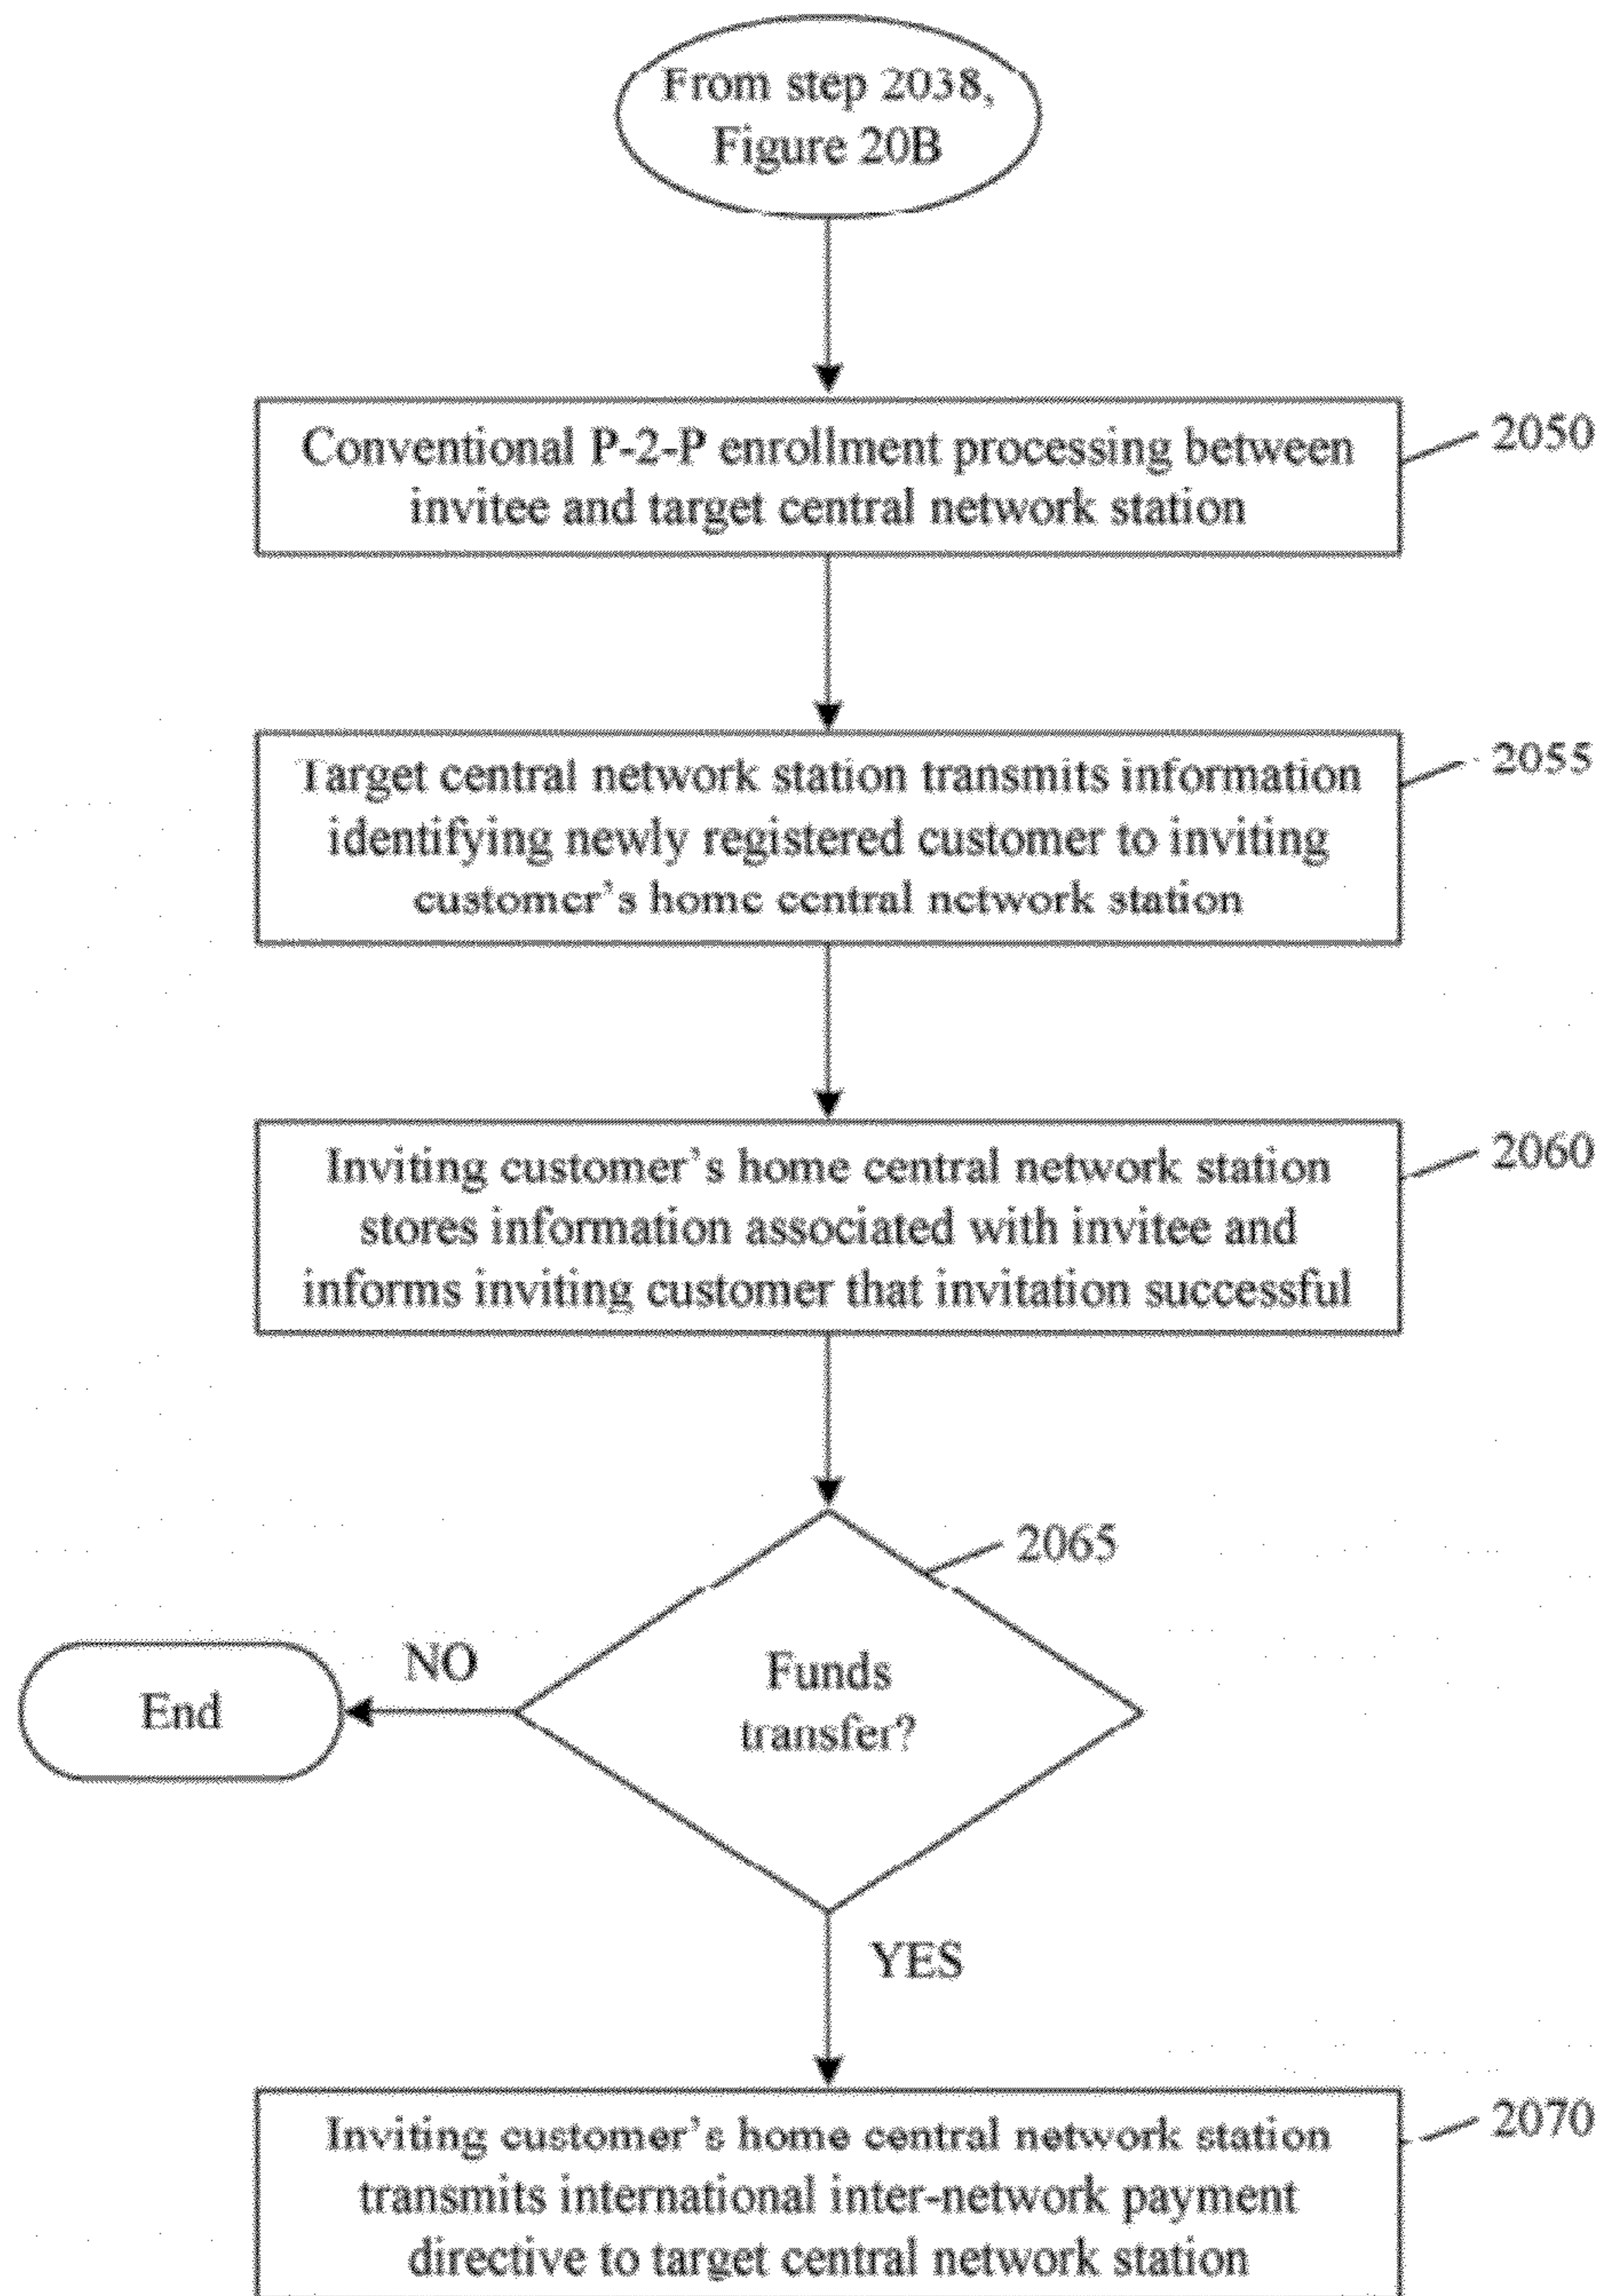 From step 2038,
Figure 20B
Conventional P-2-P enrollment processing between
invitee and target central network station
2050
Target central network station transmits information
identifying newly registered customer to inviting
customer's home central network station
2055
Inviting customer's home central network station
stores information associated with invitee and
informs inviting customer that invitation successful
2060
2065
Funds
transfer?
NO
End
YES
Inviting customer's home central network station
transmits international inter-network payment
directive to target central network station
2070